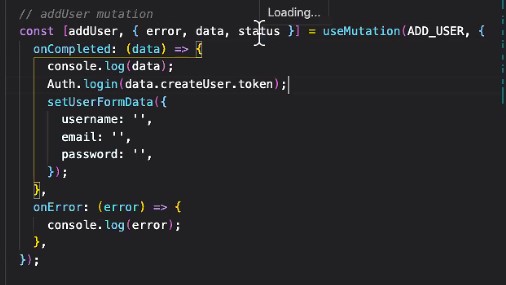 // addUser mutation
Loading...
const [addUser, { error, data, status }] = useMutation(ADD_USER, {
  onCompleted: (data) => {
    console.log(data);
    Auth.login(data.createUser.token);
    setUserFormData({
      username: '',
      email: '',
      password: '',
    });
  },
  onError: (error) => {
    console.log(error);
  },
});